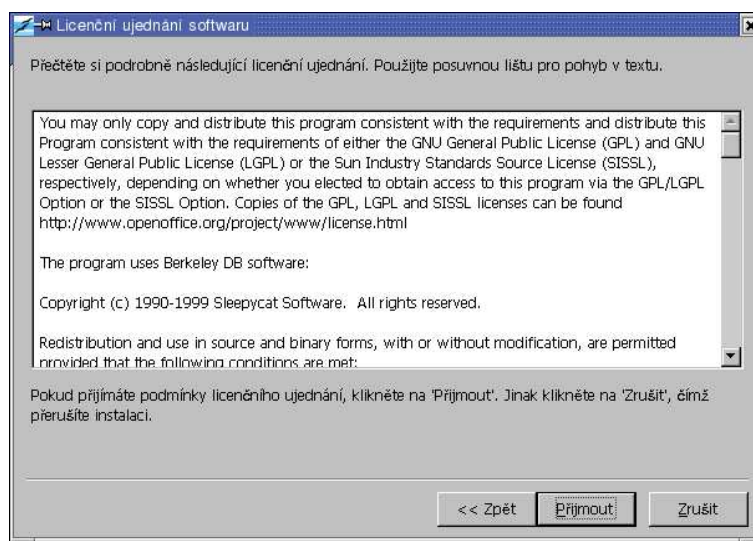 Licenční ujednání softwaru
Přečtěte si podrobně následující licenční ujednání. Použijte posuvnou lištu pro pohyb v textu.
You may only copy and distribute this program consistent with the requirements and distribute this
Program consistent with the requirements of either the GNU General Public License (GPL) and GNU
Lesser General Public License (LGPL) or the Sun Industry Standards Source License (SISSL),
respectively, depending on whether you elected to obtain access to this program via the GPL/LGPL
Option or the SISSL Option. Copies of the GPL, LGPL and SISSL licenses can be found
http://www.openoffice.org/project/www/license.html
The program uses Berkeley DB software:
Copyright (c) 1990-1999 Sleepycat Software. All rights reserved.
Redistribution and use in source and binary forms, with or without modification, are permitted
provided that the following conditions are met:
Pokud přijímáte podmínky licenčního ujednání, klikněte na 'Přijmout'. Jinak klikněte na 'Zrušit', čímž
přerušíte instalaci.
<< Zpět
Přijmout
Zrušit